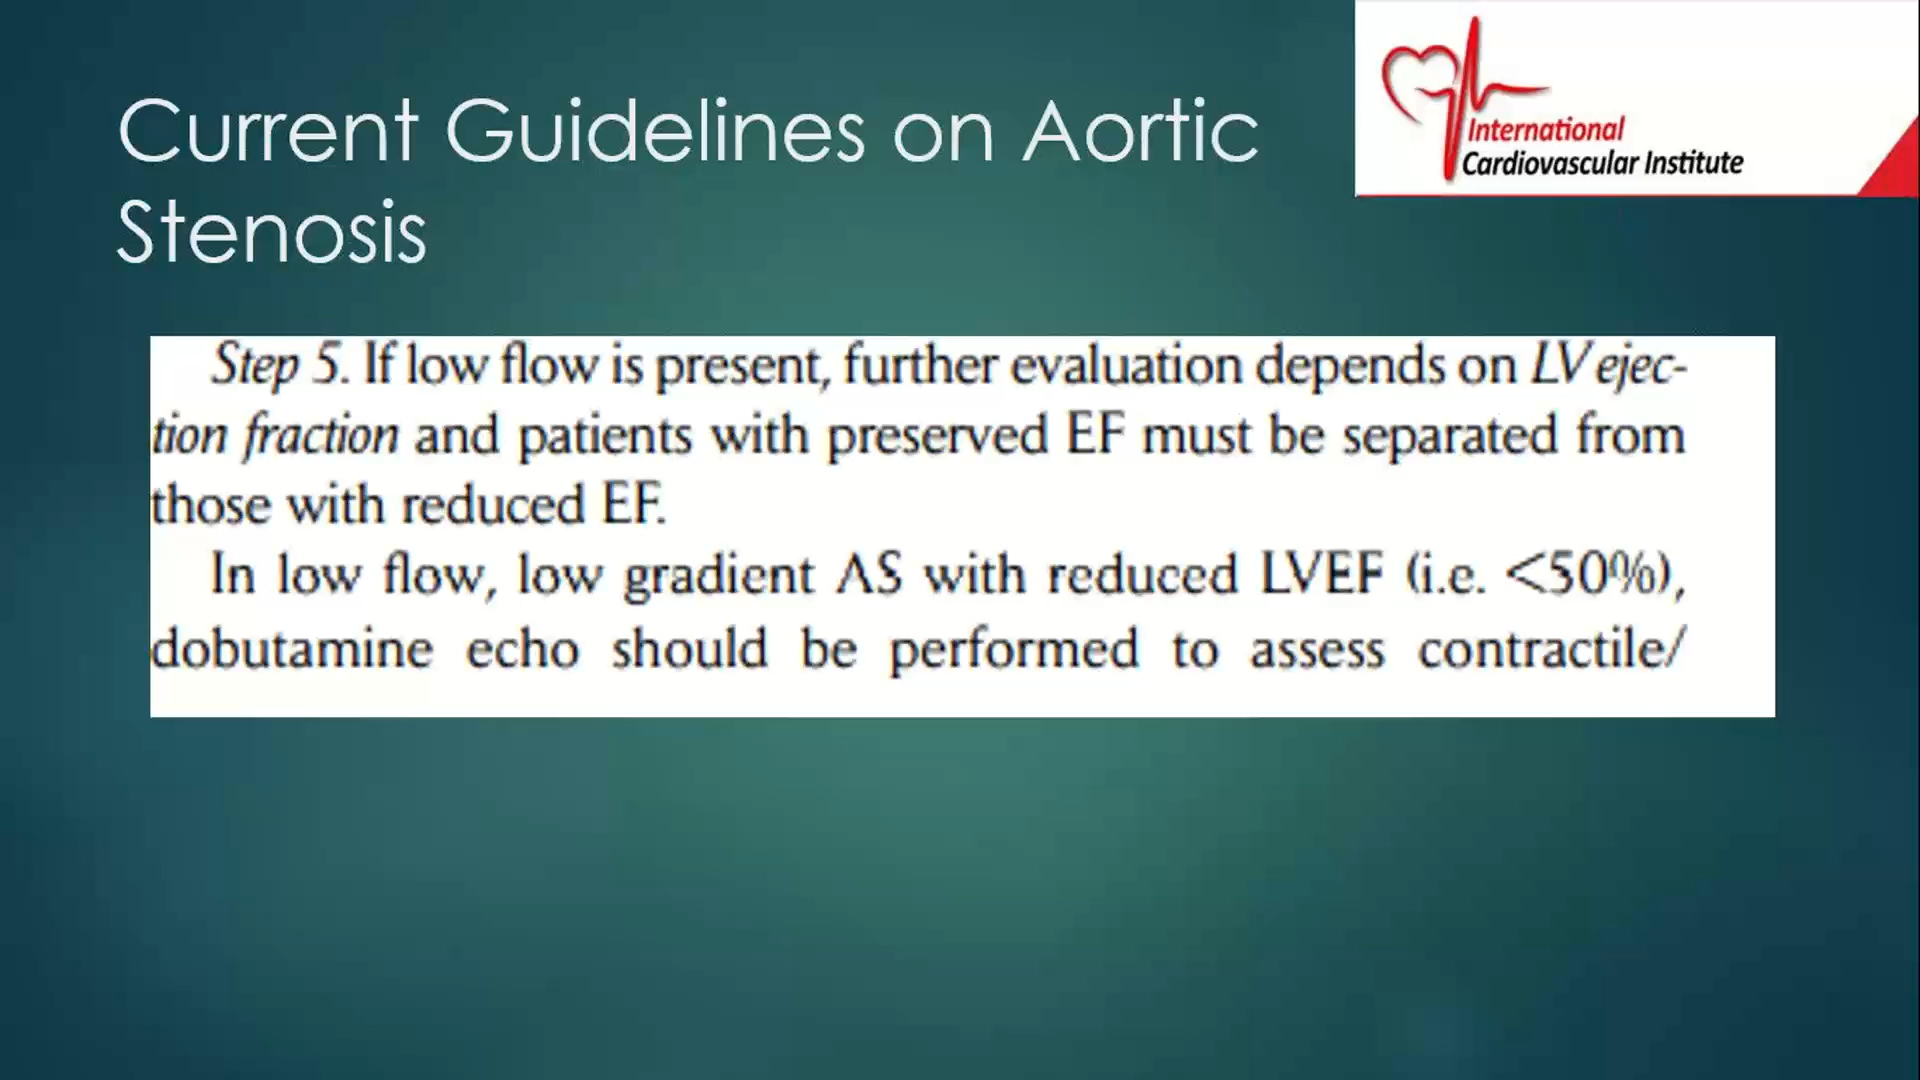 Current Guidelines on Aortic
Stenosis
International
Cardiovascular Institute
Step 5. If low flow is present, further evaluation depends on LV ejec-
tion fraction and patients with preserved EF must be separated from
those with reduced EF.
In low flow, low gradient AS with reduced LVEF (i.e. <50%),
dobutamine echo should be performed to assess contractile/